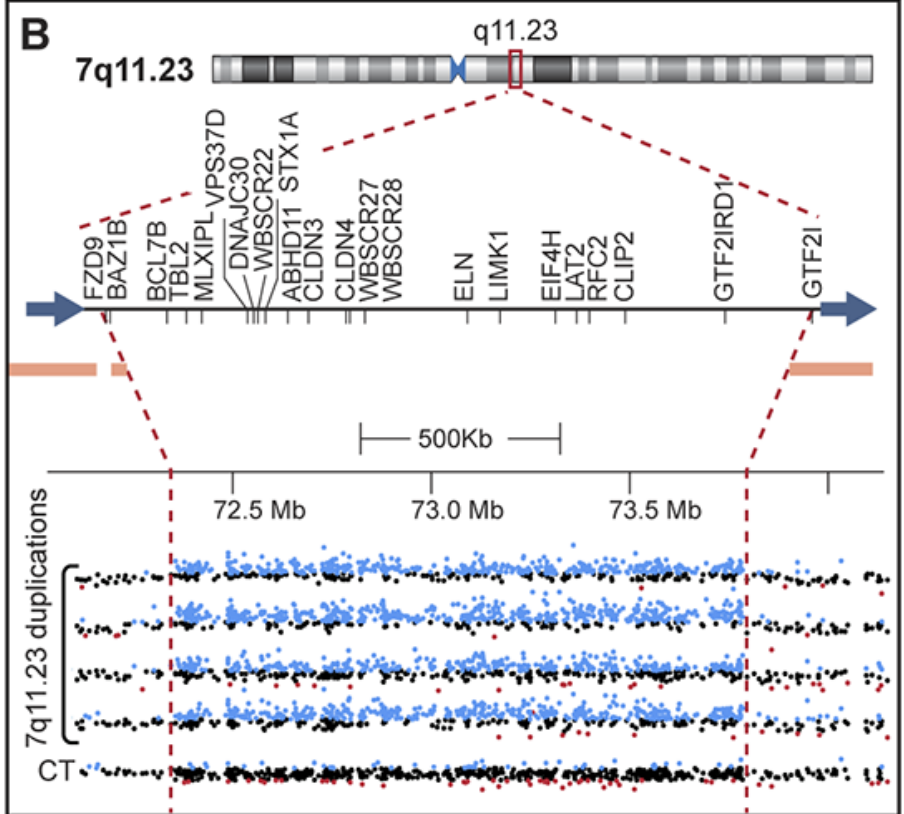 B
q11.23
7q11.23
FZD9
BAZ1B
BCL7B
TBL2
MLXIPL
VPS37D
DNAJC30
WBSCR22
STX1A
ABHD11
CLDN3
CLDN4
WBSCR27
WBSCR28
ELN
LIMK1
EIF4H
LAT2
RFC2
CLIP2
GTF2IRD1
GTF2I
500Kb
72.5 Mb 73.0 Mb 73.5 Mb
7q11.23 duplications
CT